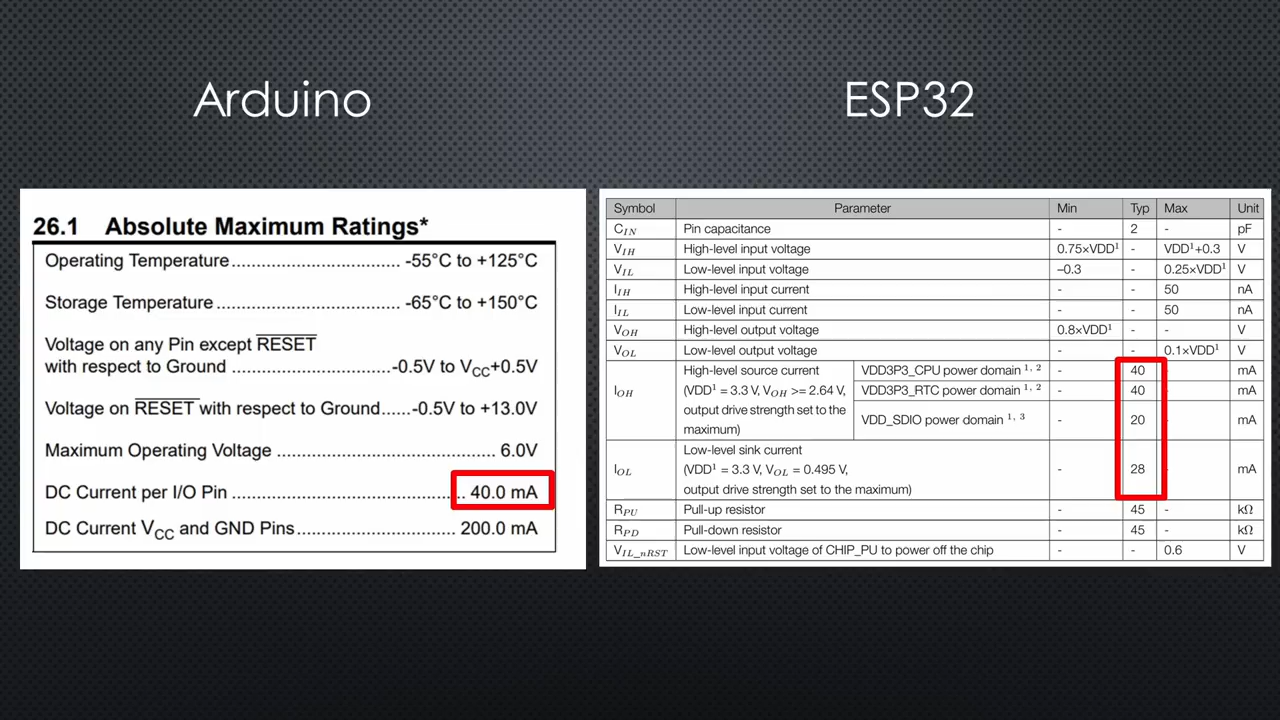 Arduino
ESP32
26.1 Absolute Maximum Ratings*
Operating Temperature.................................. -55°C to +125°C
Storage Temperature .................................... -65°C to +150°C
Voltage on any Pin except RESET
with respect to Ground ................................-0.5V to VCC+0.5V
Voltage on RESET with respect to Ground......-0.5V to +13.0V
Maximum Operating Voltage ............................................ 6.0V
DC Current per I/O Pin ............................................... 40.0 mA
DC Current VCC and GND Pins................................ 200.0 mA
Symbol Parameter Min Typ Max Unit
CIN Pin capacitance - 2 - pF
VIH High-level input voltage 0.75×VDD1 - VDD1+0.3 V
VIL Low-level input voltage –0.3 - 0.25×VDD1 V
IIH High-level input current - - 50 nA
IIL Low-level input current - - 50 nA
VOH High-level output voltage 0.8×VDD1 - - V
VOL Low-level output voltage - - 0.1×VDD1 V
High-level source current VDD3P3_CPU power domain 1, 2 - 40 - mA
IOH (VDD1 = 3.3 V, VOH >= 2.64 V, VDD3P3_RTC power domain 1, 2 - 40 - mA
output drive strength set to the VDD_SDIO power domain 1, 3 - 20 - mA
maximum)
Low-level sink current
IOL (VDD1 = 3.3 V, VOL = 0.495 V, - 28 - mA
output drive strength set to the maximum)
RPU Pull-up resistor - 45 - kΩ
RPD Pull-down resistor - 45 - kΩ
VIL_nRST Low-level input voltage of CHIP_PU to power off the chip - - 0.6 V